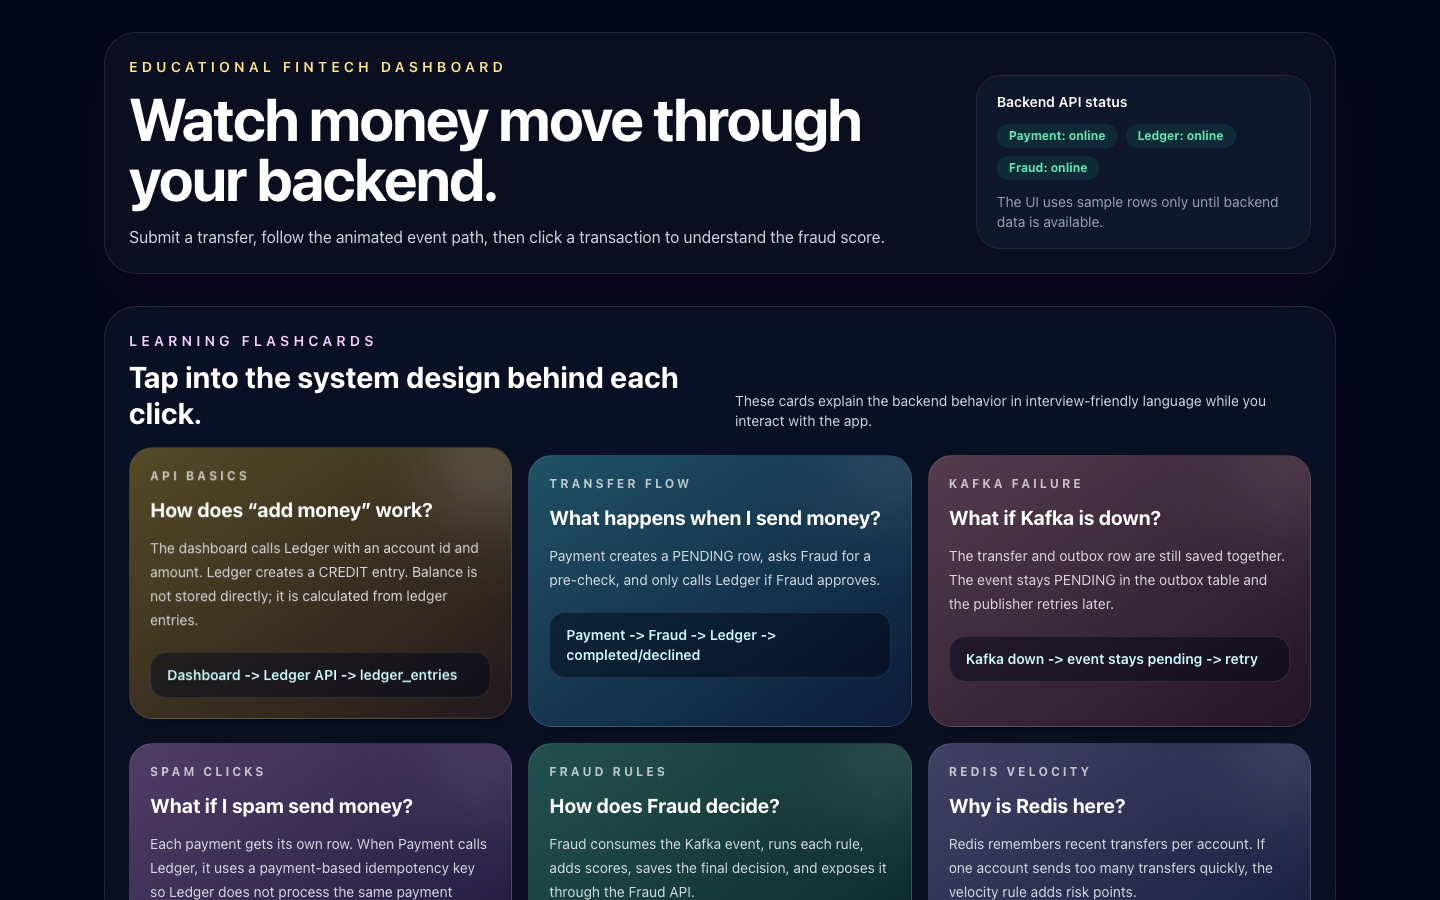 EDUCATIONAL FINTECH DASHBOARD
Watch money move through
your backend.
Submit a transfer, follow the animated event path, then click a transaction to understand the fraud score.
Backend API status
Payment: online
Ledger: online
Fraud: online
The UI uses sample rows only until backend
data is available.
LEARNING FLASHCARDS
Tap into the system design behind each
click.
These cards explain the backend behavior in interview-friendly language while you
interact with the app.
API BASICS
How does “add money” work?
The dashboard calls Ledger with an account id and
amount. Ledger creates a CREDIT entry. Balance is
not stored directly; it is calculated from ledger
entries.
Dashboard -> Ledger API -> ledger_entries
TRANSFER FLOW
What happens when I send money?
Payment creates a PENDING row, asks Fraud for a
pre-check, and only calls Ledger if Fraud approves.
Payment -> Fraud -> Ledger ->
completed/declined
KAFKA FAILURE
What if Kafka is down?
The transfer and outbox row are still saved together.
The event stays PENDING in the outbox table and
the publisher retries later.
Kafka down -> event stays pending -> retry
SPAM CLICKS
What if I spam send money?
Each payment gets its own row. When Payment calls
Ledger, it uses a payment-based idempotency key
so Ledger does not process the same payment
FRAUD RULES
How does Fraud decide?
Fraud consumes the Kafka event, runs each rule,
adds scores, saves the final decision, and exposes it
through the Fraud API.
REDIS VELOCITY
Why is Redis here?
Redis remembers recent transfers per account. If
one account sends too many transfers quickly, the
velocity rule adds risk points.